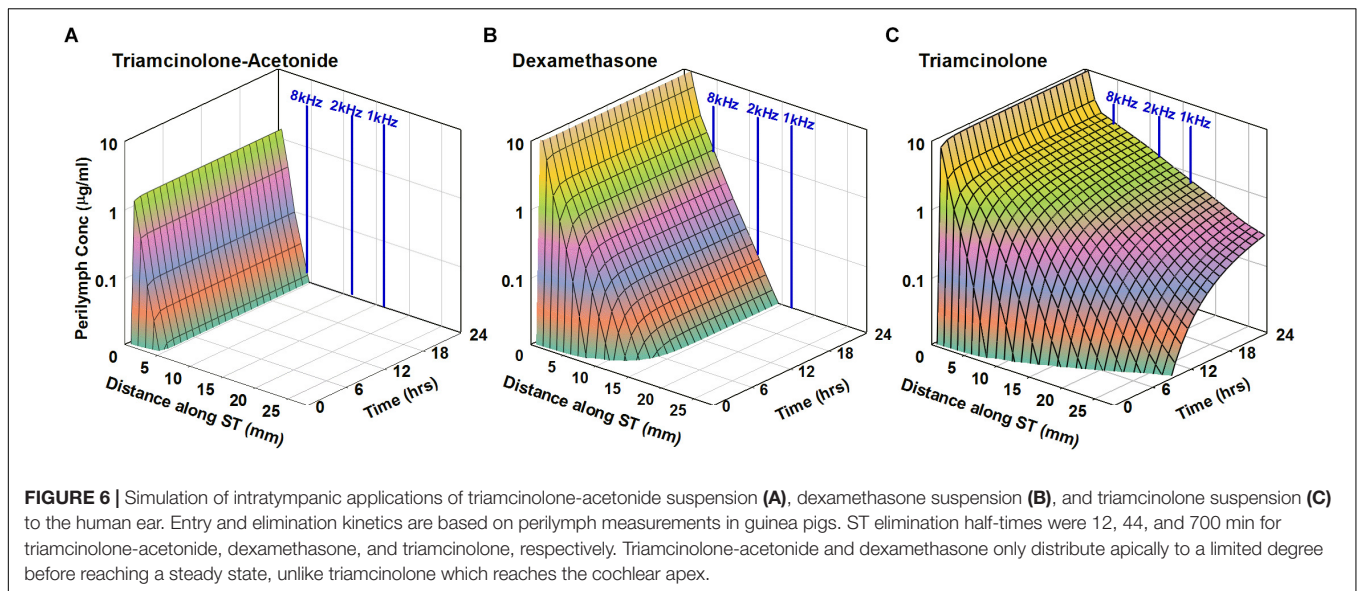 A
Triamcinolone-Acetonide
8kHz 2kHz 1kHz
10
1
0.1
0
Perilymph Conc (µg/ml)
5
10
15
20
25
Distance along ST (mm)
0
6
12
18
24
Time (hrs)
B
Dexamethasone
8kHz 2kHz 1kHz
10
1
0.1
0
5
10
15
20
25
Distance along ST (mm)
0
6
12
18
24
Time (hrs)
C
Triamcinolone
8kHz 2kHz 1kHz
10
1
0.1
0
5
10
15
20
25
Distance along ST (mm)
0
6
12
18
24
Time (hrs)
FIGURE 6 | Simulation of intratympanic applications of triamcinolone-acetonide suspension (A), dexamethasone suspension (B), and triamcinolone suspension (C)
to the human ear. Entry and elimination kinetics are based on perilymph measurements in guinea pigs. ST elimination half-times were 12, 44, and 700 min for
triamcinolone-acetonide, dexamethasone, and triamcinolone, respectively. Triamcinolone-acetonide and dexamethasone only distribute apically to a limited degree
before reaching a steady state, unlike triamcinolone which reaches the cochlear apex.